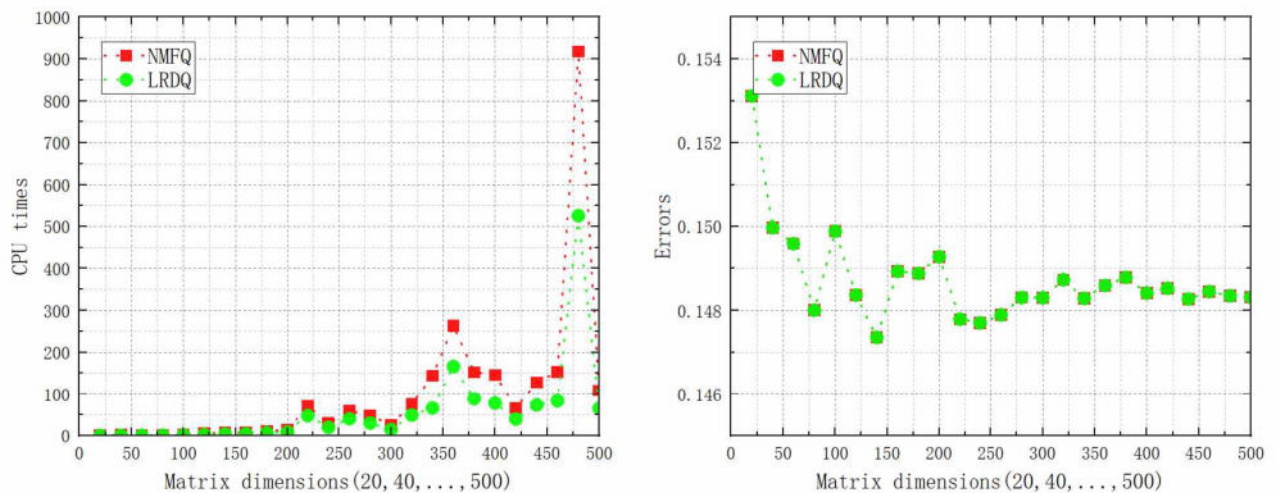 1000
900
800
700
600
500
400
300
200
100
0
CPU times
NMFQ
LRDQ
0 50 100 150 200 250 300 350 400 450 500
Matrix dimensions(20,40,...,500)
0.154
0.152
0.150
0.148
0.146
Errors
NMFQ
LRDQ
0 50 100 150 200 250 300 350 400 450 500
Matrix dimensions(20,40,...,500)